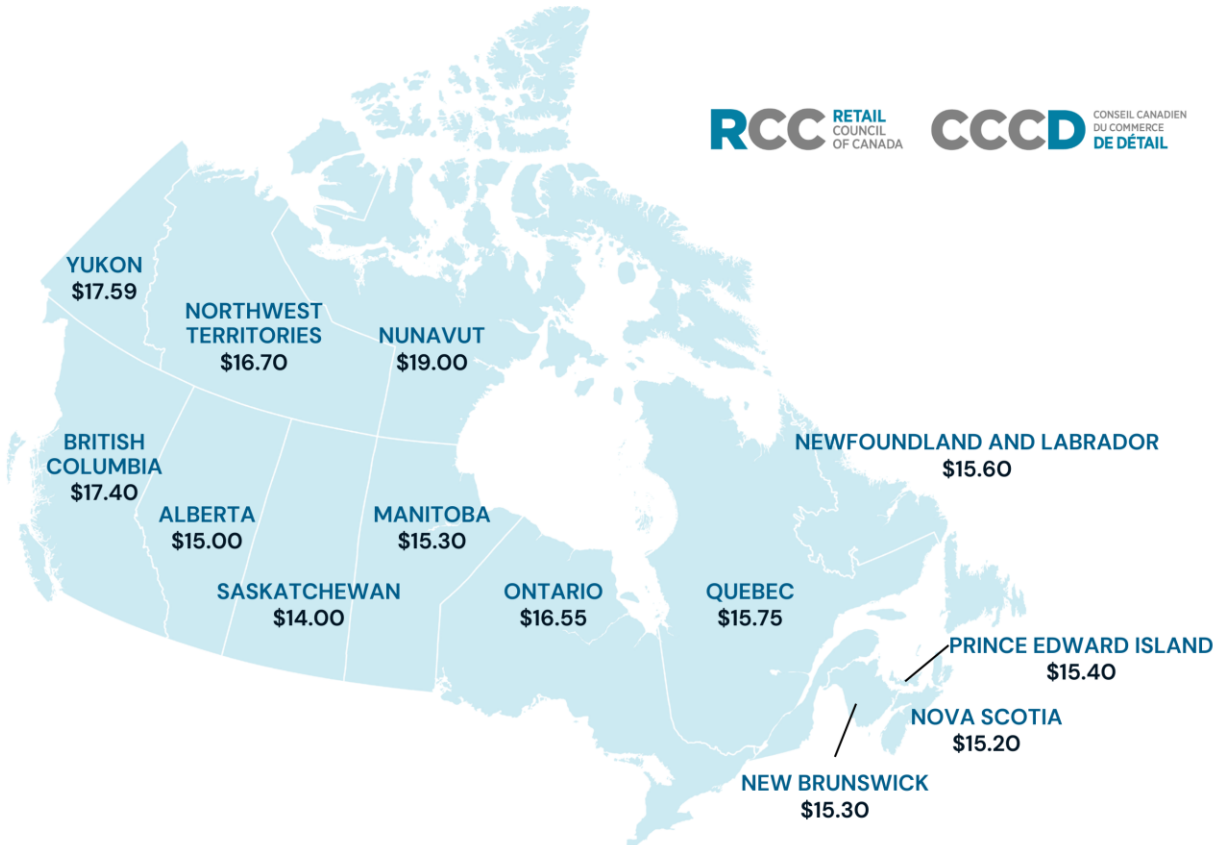 RCC RETAIL
COUNCIL
OF CANADA
CCCD CONSEIL CANADIEN
DU COMMERCE
DE DÉTAIL
YUKON
$17.59
NORTHWEST
TERRITORIES
$16.70
NUNAVUT
$19.00
BRITISH
COLUMBIA
$17.40
ALBERTA
$15.00
SASKATCHEWAN
$14.00
MANITOBA
$15.30
ONTARIO
$16.55
QUEBEC
$15.75
NEWFOUNDLAND AND LABRADOR
$15.60
PRINCE EDWARD ISLAND
$15.40
NOVA SCOTIA
$15.20
NEW BRUNSWICK
$15.30